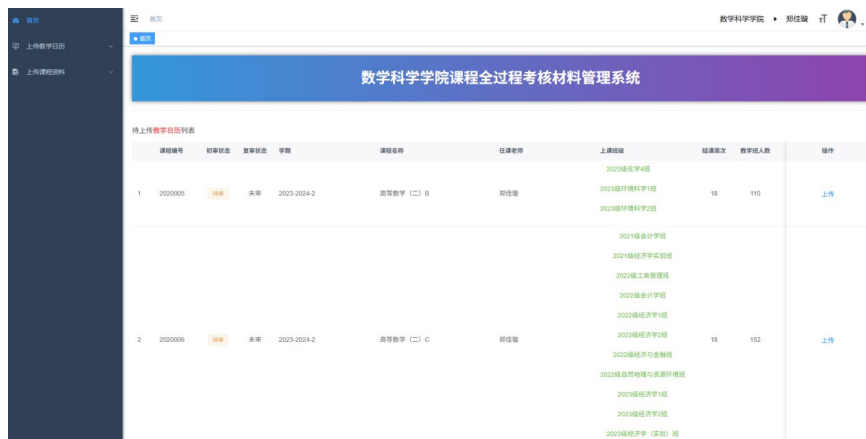 首页
上传教学日历
上传课程资料
首页
数学科学学院 ▸ 郑佳璇
首页
数学科学学院课程全过程考核材料管理系统
待上传教学日历列表
课程编号 初审状态 复审状态 学期 课程名称 任课老师 上课班级 结课周次 教学班人数 操作
1 2020005 待审 未审 2023-2024-2 高等数学（二）B 郑佳璇 18 110 上传
2023级化学4班
2023级环境科学1班
2023级环境科学2班
2 2020006 待审 未审 2023-2024-2 高等数学（二）C 郑佳璇 18 152 上传
2021级会计学班
2021级经济学实验班
2022级工商管理班
2022级会计学班
2022级经济学1班
2022级经济学2班
2022级经济与金融班
2022级自然地理与资源环境班
2023级经济学1班
2023级经济学2班
2023级经济学（实验）班